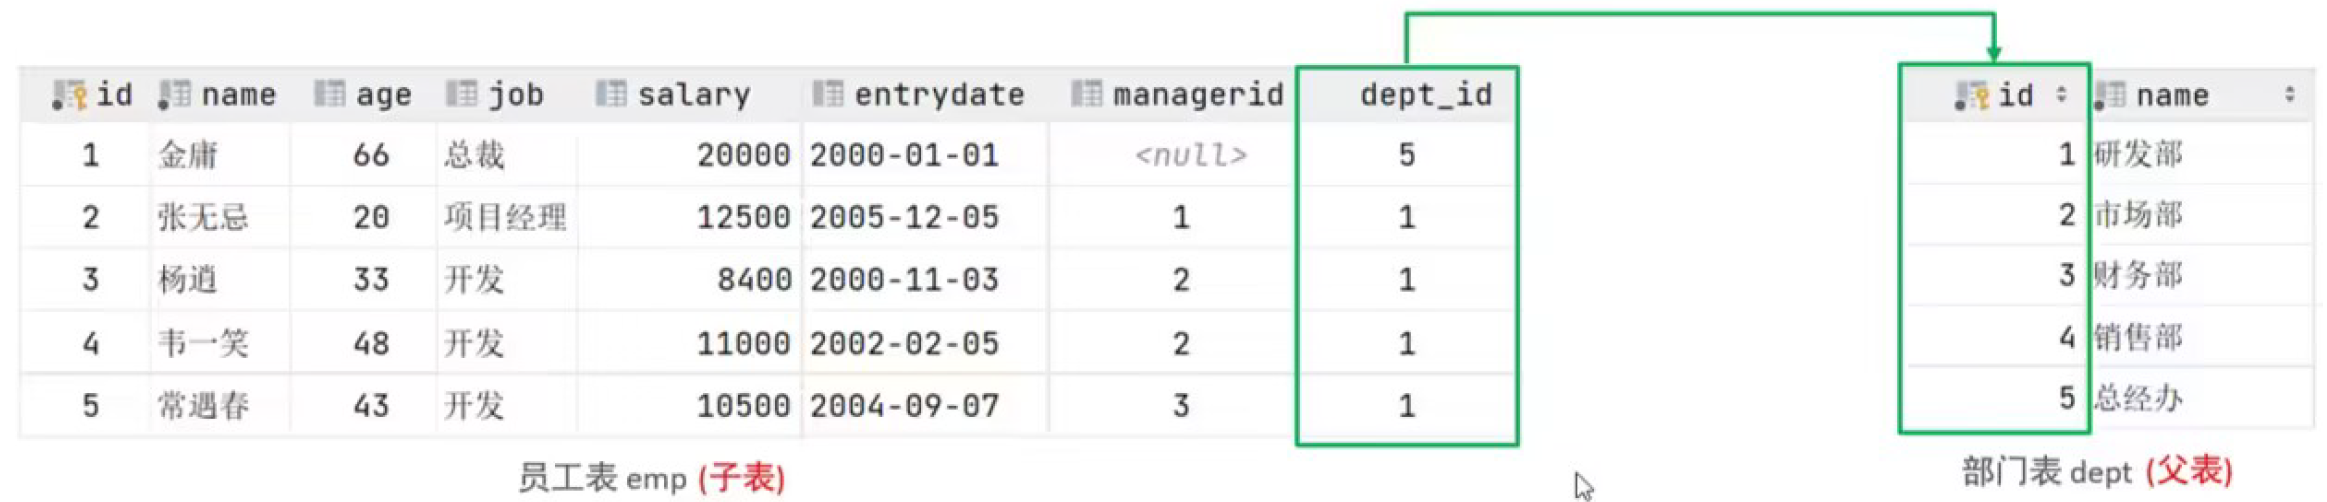 id name age job salary entrydate managerid dept_id
1 金庸 66 总裁 20000 2000-01-01 <null> 5
2 张无忌 20 项目经理 12500 2005-12-05 1 1
3 杨逍 33 开发 8400 2000-11-03 2 1
4 韦一笑 48 开发 11000 2002-02-05 2 1
5 常遇春 43 开发 10500 2004-09-07 3 1
员工表 emp (子表)
id name
1 研发部
2 市场部
3 财务部
4 销售部
5 总经办
部门表 dept (父表)